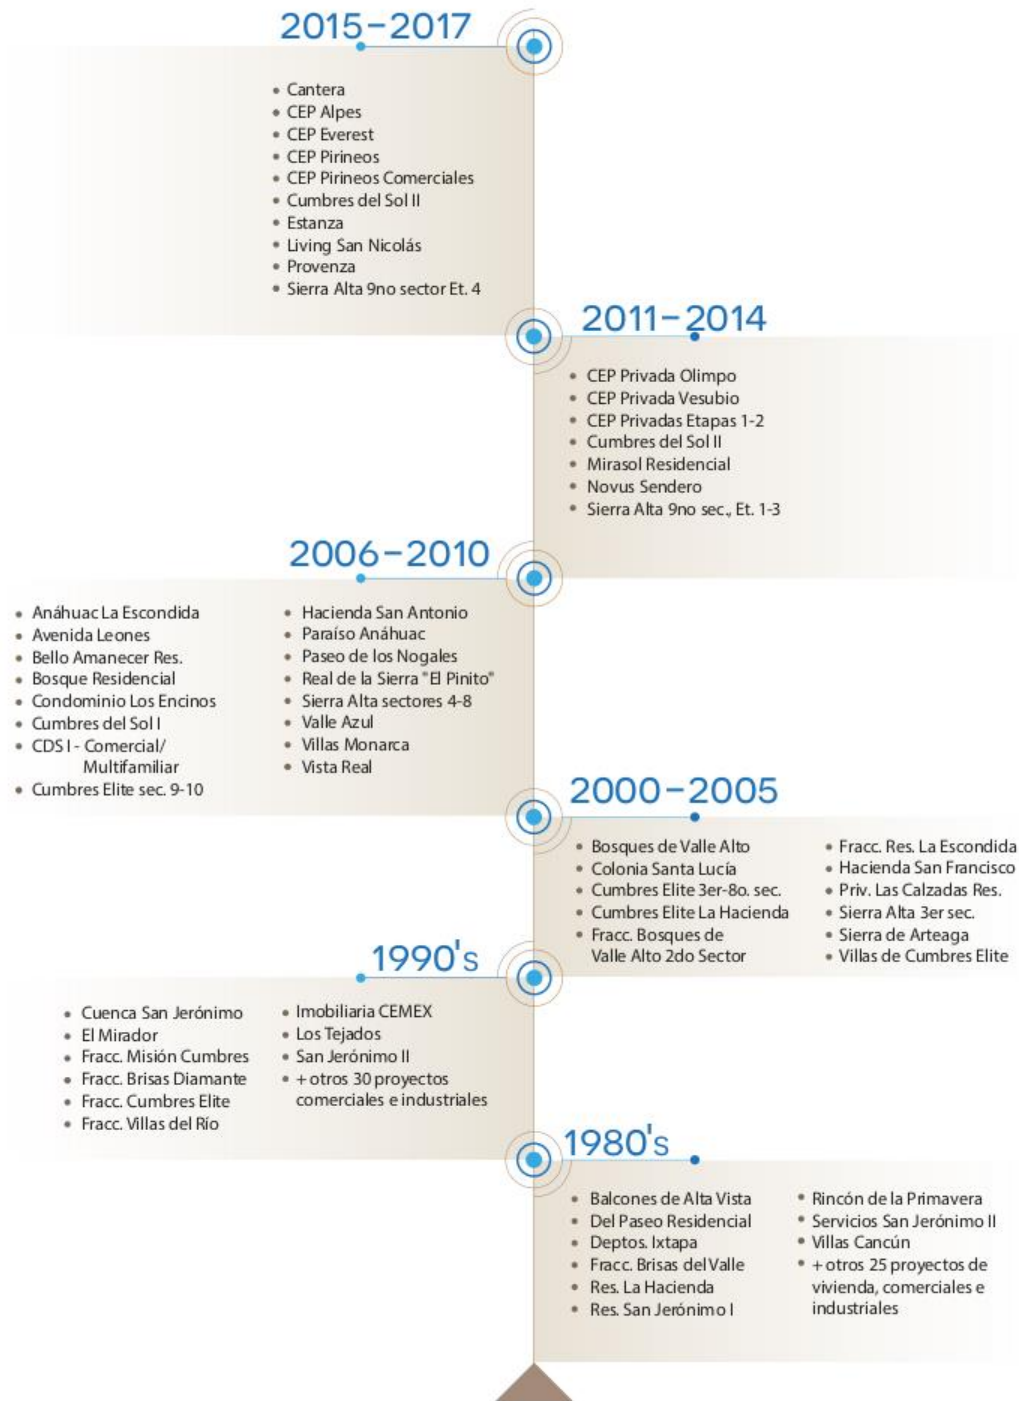 2015–2017
Cantera
CEP Alpes
CEP Everest
CEP Pirineos
CEP Pirineos Comerciales
Cumbres del Sol II
Estanza
Living San Nicolás
Provenza
Sierra Alta 9no sector Et. 4
2011–2014
CEP Privada Olimpo
CEP Privada Vesubio
CEP Privadas Etapas 1-2
Cumbres del Sol II
Mirasol Residencial
Novus Sendero
Sierra Alta 9no sec., Et. 1-3
2006–2010
Anáhuac La Escondida
Avenida Leones
Bello Amanecer Res.
Bosque Residencial
Condominio Los Encinos
Cumbres del Sol I
CDS I - Comercial/
Multifamiliar
Cumbres Elite sec. 9-10
Hacienda San Antonio
Paraíso Anáhuac
Paseo de los Nogales
Real de la Sierra "El Pinito"
Sierra Alta sectores 4-8
Valle Azul
Villas Monarca
Vista Real
2000–2005
Bosques de Valle Alto
Colonia Santa Lucía
Cumbres Elite 3er-8o. sec.
Cumbres Elite La Hacienda
Fracc. Bosques de
Valle Alto 2do Sector
Fracc. Res. La Escondida
Hacienda San Francisco
Priv. Las Calzadas Res.
Sierra Alta 3er sec.
Sierra de Arteaga
Villas de Cumbres Elite
1990's
Cuenca San Jerónimo
El Mirador
Fracc. Misión Cumbres
Fracc. Brisas Diamante
Fracc. Cumbres Elite
Fracc. Villas del Río
Imobiliaria CEMEX
Los Tejados
San Jerónimo II
+ otros 30 proyectos
comerciales e industriales
1980's
Balcones de Alta Vista
Del Paseo Residencial
Deptos. Ixtapa
Fracc. Brisas del Valle
Res. La Hacienda
Res. San Jerónimo I
Rincón de la Primavera
Servicios San Jerónimo II
Villas Cancún
+ otros 25 proyectos de
vivienda, comerciales e
industriales